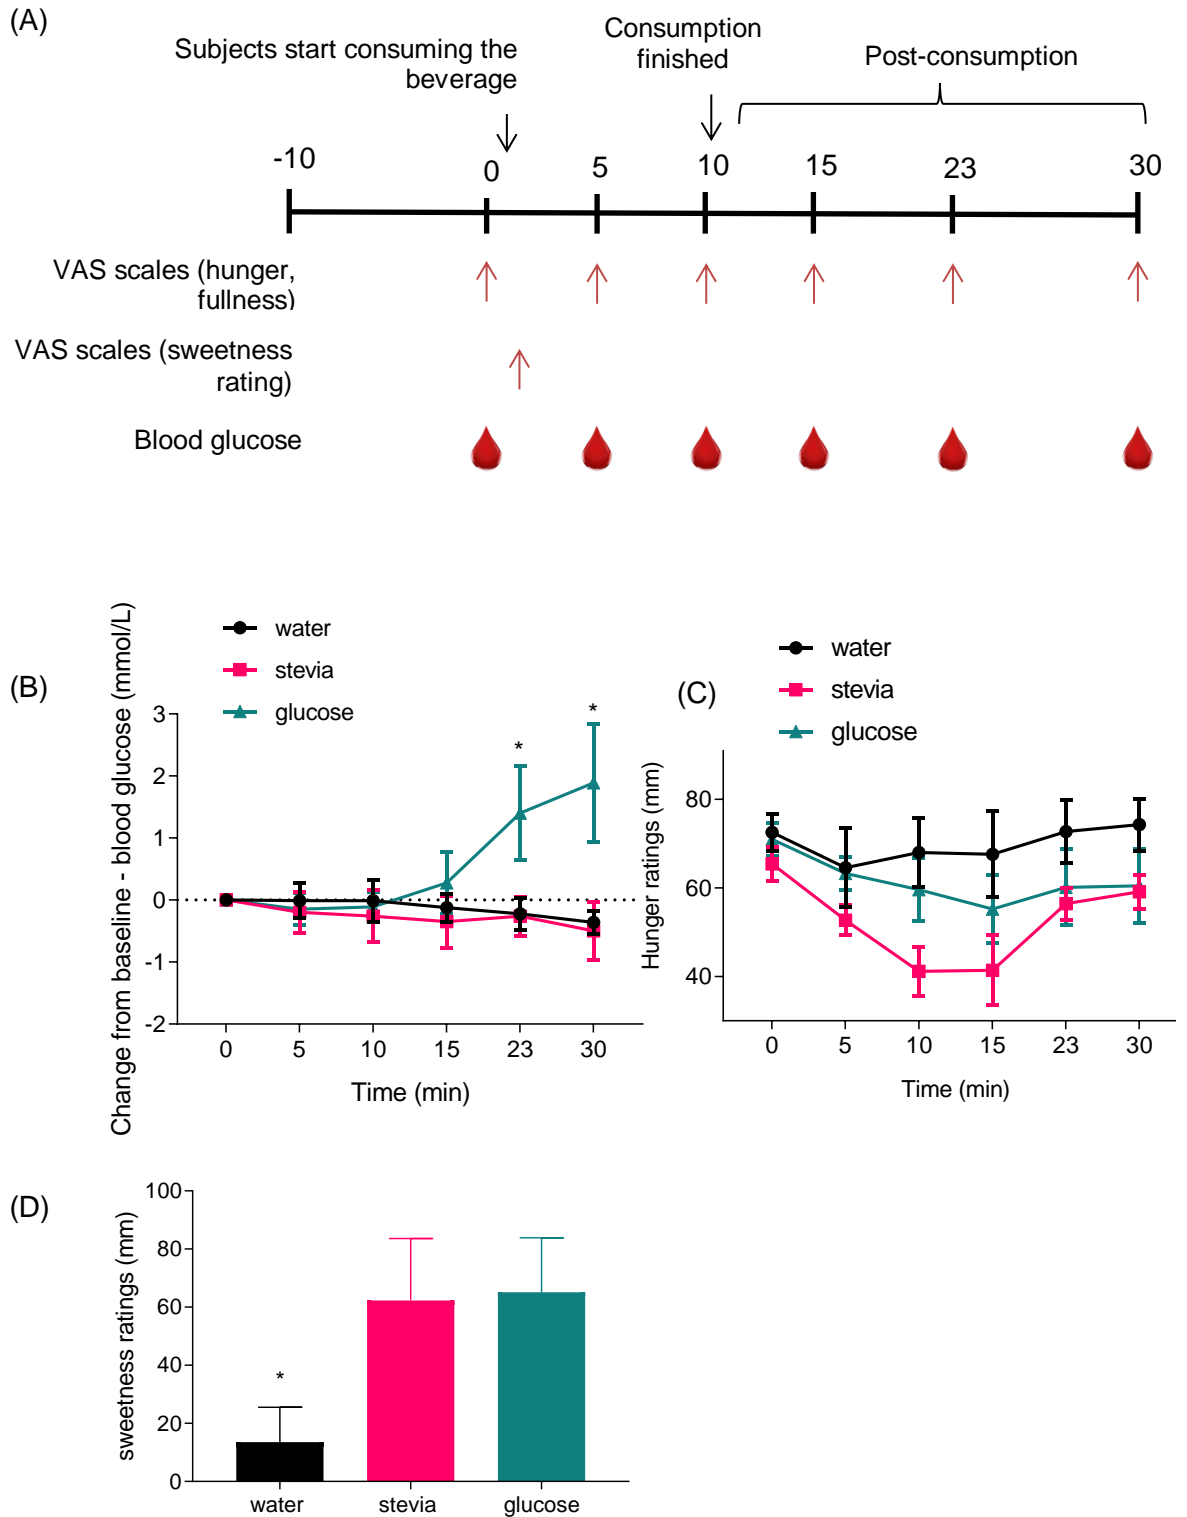 (A)
Subjects start consuming the
beverage
Consumption
finished
Post-consumption
-10 0 5 10 15 23 30
VAS scales (hunger,
fullness)
VAS scales (sweetness
rating)
Blood glucose
(B)
water
stevia
glucose
Change from baseline - blood glucose (mmol/L)
3
2
1
0
-1
-2
* *
0 5 10 15 23 30
Time (min)
(C)
water
stevia
glucose
Hunger ratings (mm)
80
60
40
0 5 10 15 23 30
Time (min)
(D)
sweetness ratings (mm)
100
80
60
40
20
0
*
water stevia glucose